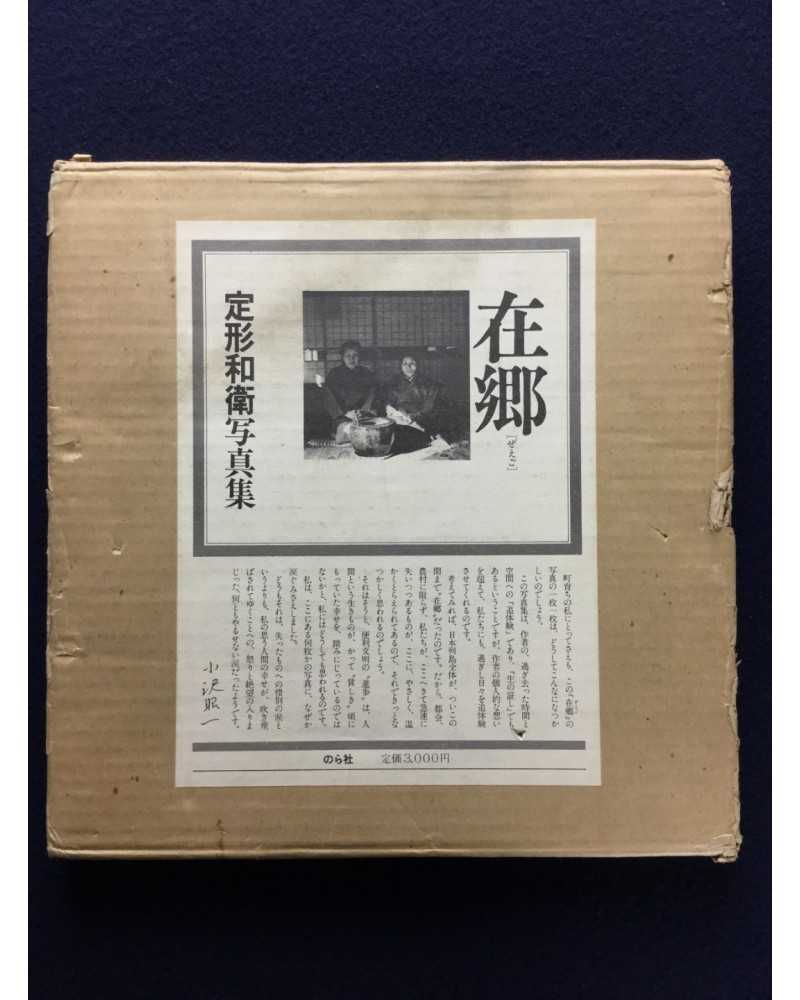 在郷
［ぜえご］
定形和衛写真集
町育ちの私にとってさえも、この『在郷』の
写真の一枚一枚は、どうしてこんなになつか
しいのでしょう。
この写真集は、作者の、過ぎ去った時間と
空間への「追体験」であり、「生の証し」でも
あるということですが、作者の個人的な想い
を超えて、私たちにも、過ぎし日々を追体験
させてくれるのです。
考えてみれば、日本列島全体が、ついこの
間まで“在郷”だったのです。だから、都会、
農村に限らず、私たちが、ここへきて急速に
失いつつあるものが、ここに、やさしく、温
かくとらえられてあるので、それできっとな
つかしく思われるのでしょう。
それはそうと、便利文明の“進歩”は、人
間という生きものが、かつて“貧しき”頃に
もっていた幸せを、踏みにじっているのでは
ないかと、私にはどうしても思われるのです。
私は、ここにある何枚かの写真に、なぜか
涙ぐみさえしました。
どうもそれは、失ったものへの惜別の涙と
いうよりも、私の思う人間の幸せが、吹き飛
ばされてゆくことへの、怒りと絶望の入りま
じった、何ともやるせない涙だったようです。
小沢昭一
のら社 定価3,000円